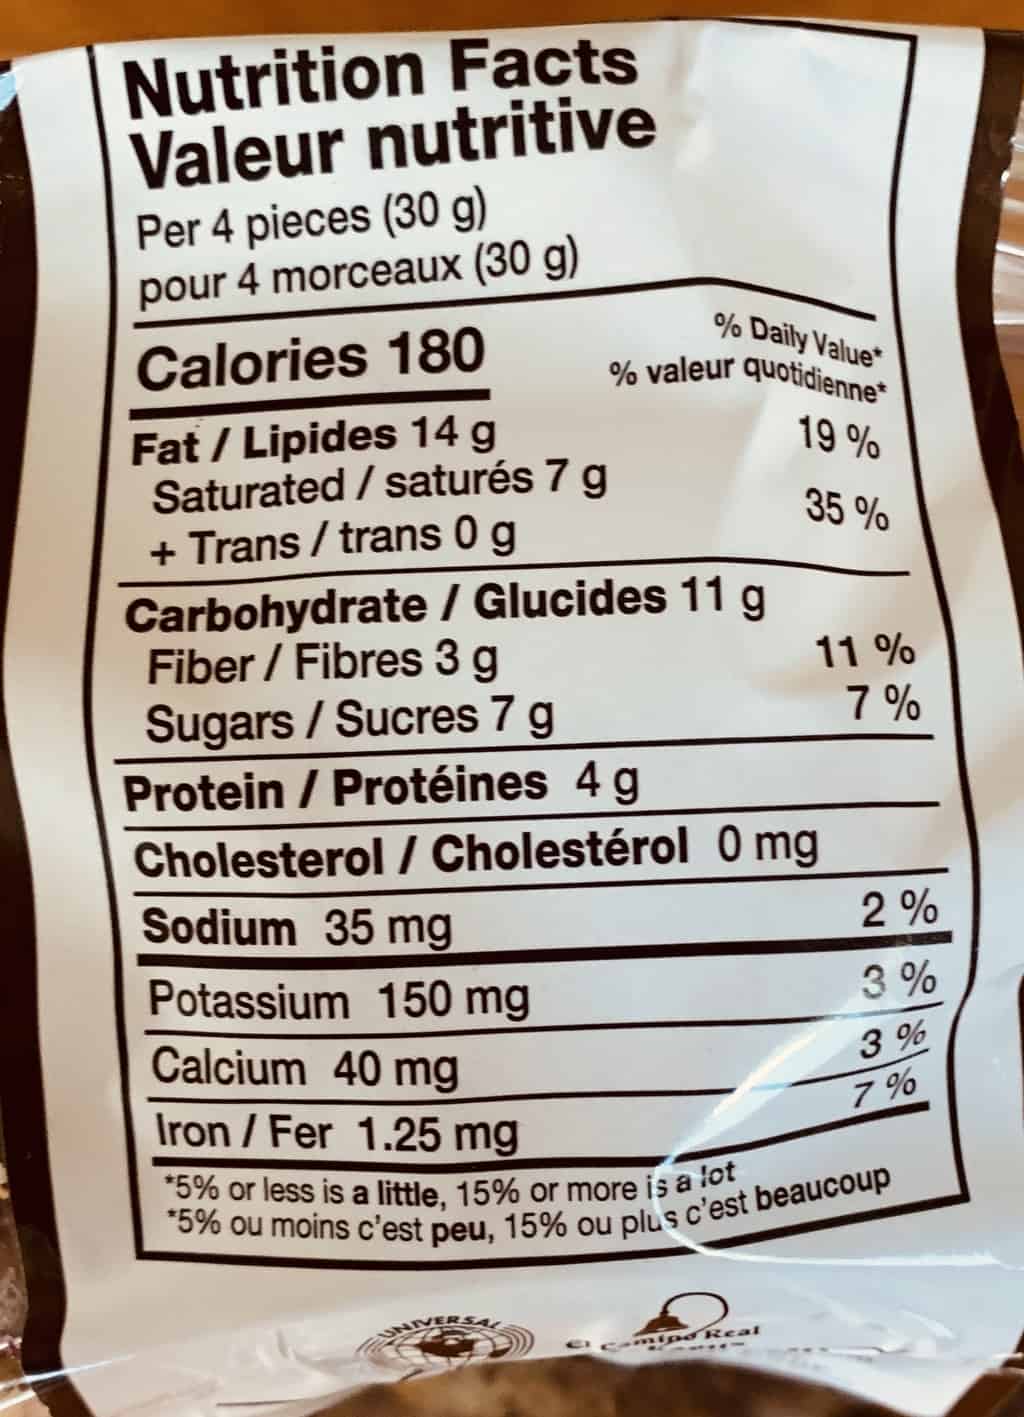 Nutrition Facts
Valeur nutritive
Per 4 pieces (30 g)
pour 4 morceaux (30 g)
Calories 180
% Daily Value*
% valeur quotidienne*
Fat / Lipides 14 g 19 %
Saturated / saturés 7 g
+ Trans / trans 0 g 35 %
Carbohydrate / Glucides 11 g
Fiber / Fibres 3 g 11 %
Sugars / Sucres 7 g 7 %
Protein / Protéines 4 g
Cholesterol / Cholestérol 0 mg
Sodium 35 mg 2 %
Potassium 150 mg 3 %
Calcium 40 mg 3 %
Iron / Fer 1.25 mg 7 %
*5% or less is a little, 15% or more is a lot
*5% ou moins c'est peu, 15% ou plus c'est beaucoup
UNIVERSAL
El Camino Real